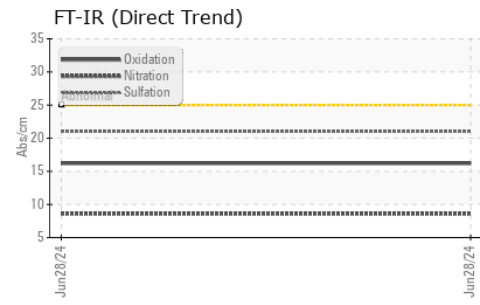 FT-IR (Direct Trend)
35
30
25
20
15
10
5
Abs/cm
Oxidation
Nitration
Sulfation
Abnormal
Jun28/24
Jun28/24